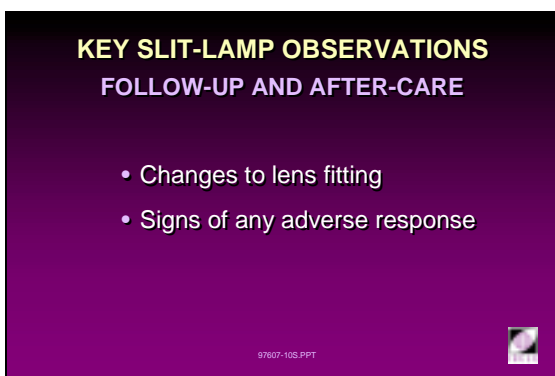 KEY SLIT-LAMP OBSERVATIONS
FOLLOW-UP AND AFTER-CARE
• Changes to lens fitting
• Signs of any adverse response
97607-10S.PPT